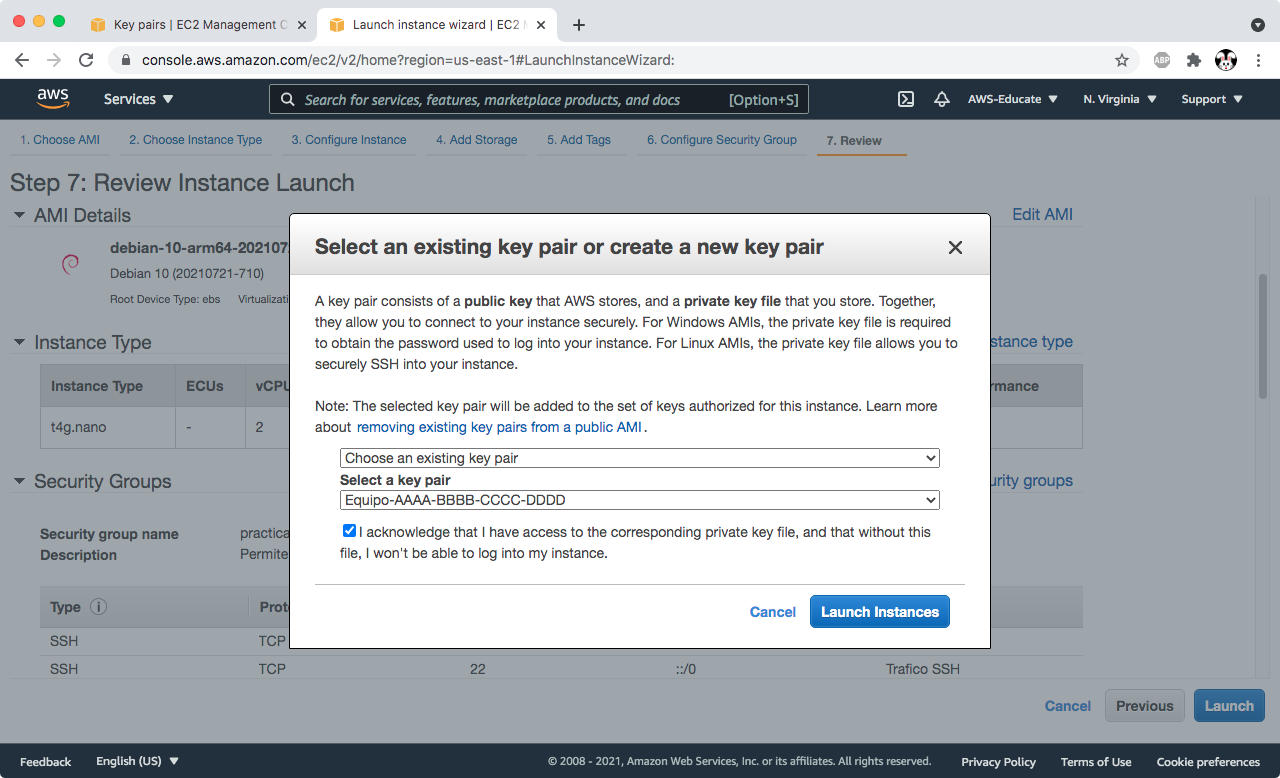 Key pairs | EC2 Management C
Launch instance wizard | EC2 M
console.aws.amazon.com/ec2/v2/home?region=us-east-1#LaunchInstanceWizard:
ABP
aws
Services
Search for services, features, marketplace products, and docs
[Option+S]
AWS-Educate
N. Virginia
Support
1. Choose AMI
2. Choose Instance Type
3. Configure Instance
4. Add Storage
5. Add Tags
6. Configure Security Group
7. Review
Step 7: Review Instance Launch
AMI Details
Edit AMI
debian-10-arm64-2021072
Debian 10 (20210721-710)
Root Device Type: ebs Virtualizati
Instance Type
stance type
Instance Type ECUs vCPU rmance
t4g.nano - 2
Security Groups
urity groups
Security group name practica
Description Permite
Type Proto
SSH TCP
SSH TCP 22 ::/0 Trafico SSH
Select an existing key pair or create a new key pair
A key pair consists of a public key that AWS stores, and a private key file that you store. Together,
they allow you to connect to your instance securely. For Windows AMIs, the private key file is required
to obtain the password used to log into your instance. For Linux AMIs, the private key file allows you to
securely SSH into your instance.
Note: The selected key pair will be added to the set of keys authorized for this instance. Learn more
about removing existing key pairs from a public AMI.
Choose an existing key pair
Select a key pair
Equipo-AAAA-BBBB-CCCC-DDDD
I acknowledge that I have access to the corresponding private key file, and that without this
file, I won't be able to log into my instance.
Cancel
Launch Instances
Cancel
Previous
Launch
Feedback
English (US)
© 2008 - 2021, Amazon Web Services, Inc. or its affiliates. All rights reserved.
Privacy Policy
Terms of Use
Cookie preferences